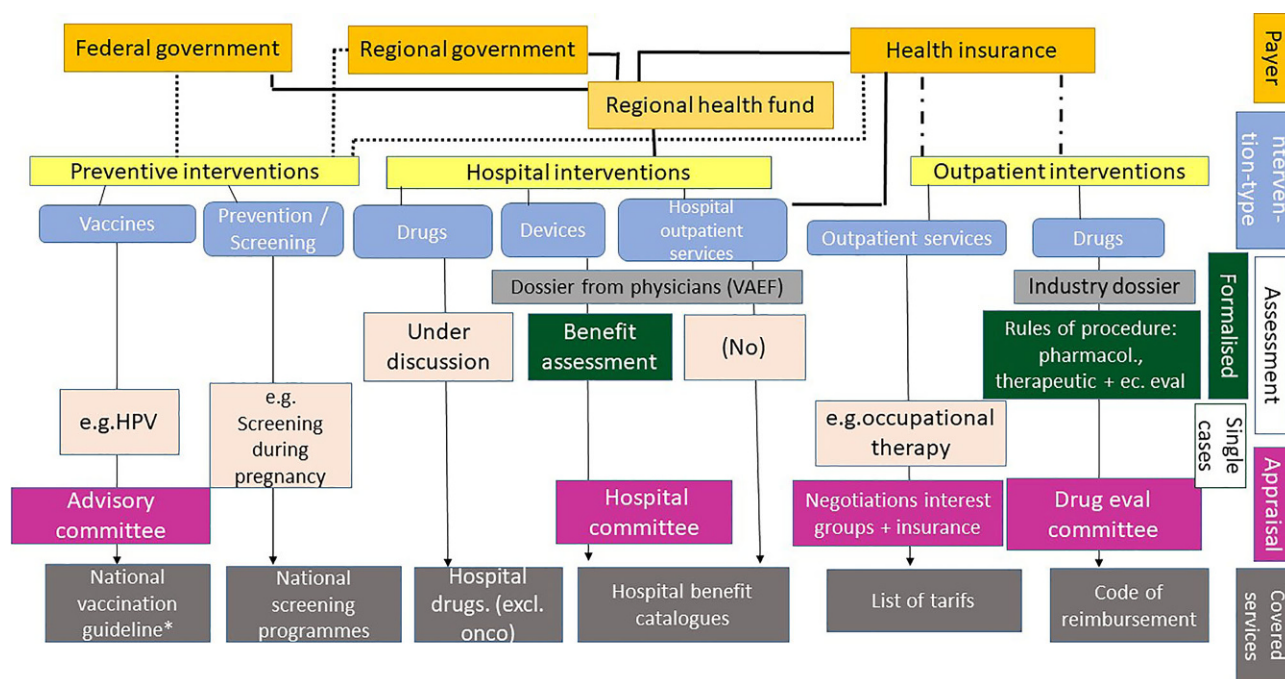 Federal government
Regional government
Health insurance
Payer
Regional health fund
Preventive interventions
Hospital interventions
Outpatient interventions
Interven-
tion-type
Vaccines
Prevention /
Screening
Drugs
Devices
Hospital
outpatient
services
Outpatient services
Drugs
Dossier from physicians (VAEF)
Industry dossier
Formalised
Assessment
Under
discussion
Benefit
assessment
(No)
Rules of procedure:
pharmacol.,
therapeutic + ec. eval
e.g.HPV
e.g.
Screening
during
pregnancy
e.g.occupational
therapy
Single
cases
Advisory
committee
Hospital
committee
Negotiations interest
groups + insurance
Drug eval
committee
Appraisal
National
vaccination
guideline*
National
screening
programmes
Hospital
drugs. (excl.
onco)
Hospital benefit
catalogues
List of tarifs
Code of
reimbursement
Covered
services